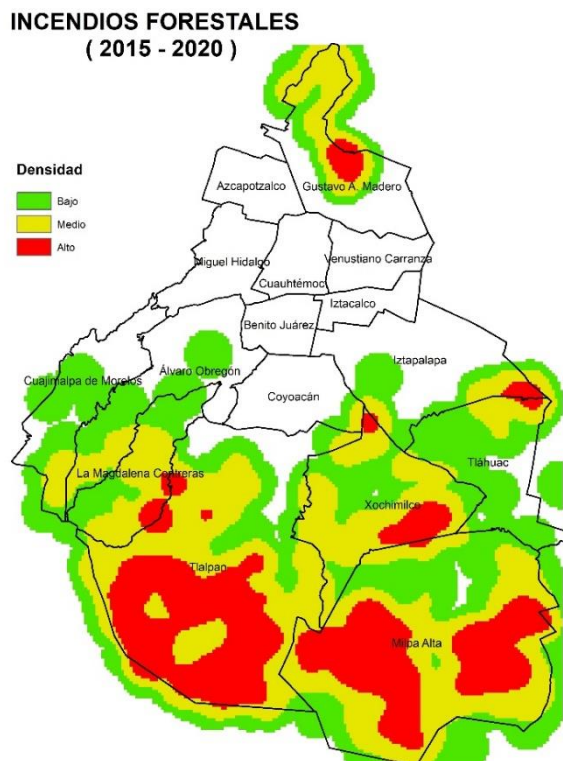 INCENDIOS FORESTALES
( 2015 - 2020 )
Densidad
Bajo
Medio
Alto
Azcapotzalco
Gustavo A. Madero
Miguel Hidalgo
Venustiano Carranza
Cuauhtémoc
Iztacalco
Benito Juárez
Iztapalapa
Cuajimalpa de Morelos
Álvaro Obregón
Coyoacán
La Magdalena Contreras
Tláhuac
Xochimilco
Tlalpan
Milpa Alta